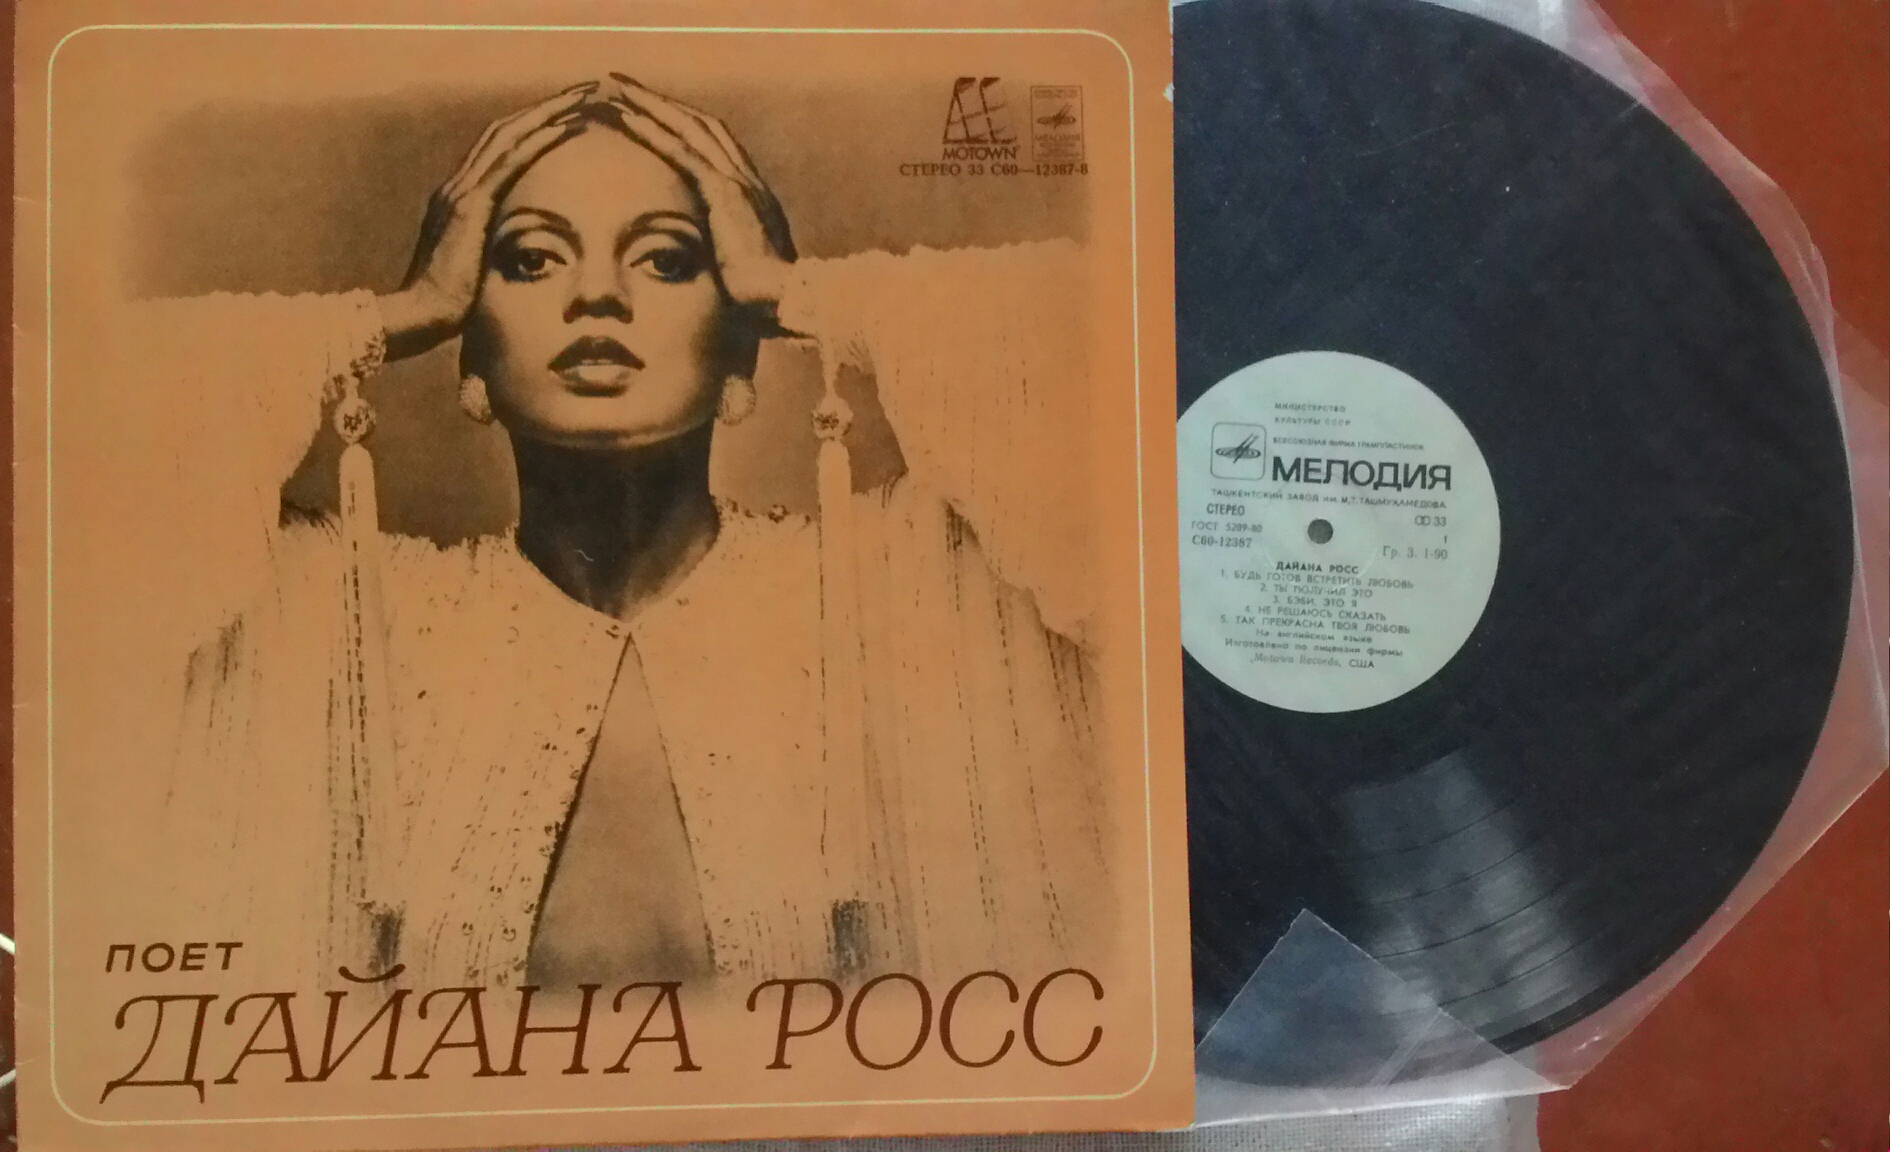 MOTOWN
СТЕРЕО 33 С60—12387-8
ПОЕТ
ДАЙАНА РОСС
МИНИСТЕРСТВО
КУЛЬТУРЫ СССР
ВСЕСОЮЗНАЯ ФИРМА ГРАМПЛАСТИНОК
МЕЛОДИЯ
ТАШКЕНТСКИЙ ЗАВОД ИМ. М.Т.ТАШМУХАМЕДОВА
СТЕРЕО 33
ГОСТ 5289-80 1
С60-12387 Гр. 3. 1-90
ДАЙАНА РОСС
1. БУДЬ ГОТОВ ВСТРЕТИТЬ ЛЮБОВЬ
2. ТЫ ПОЛУЧИЛ ЭТО
3. БЭБИ, ЭТО Я
4. НЕ РЕШАЮСЬ СКАЗАТЬ
5. ТАК ПРЕКРАСНА ТВОЯ ЛЮБОВЬ
На английском языке
Изготовлено по лицензии фирмы
„Motown Records, США